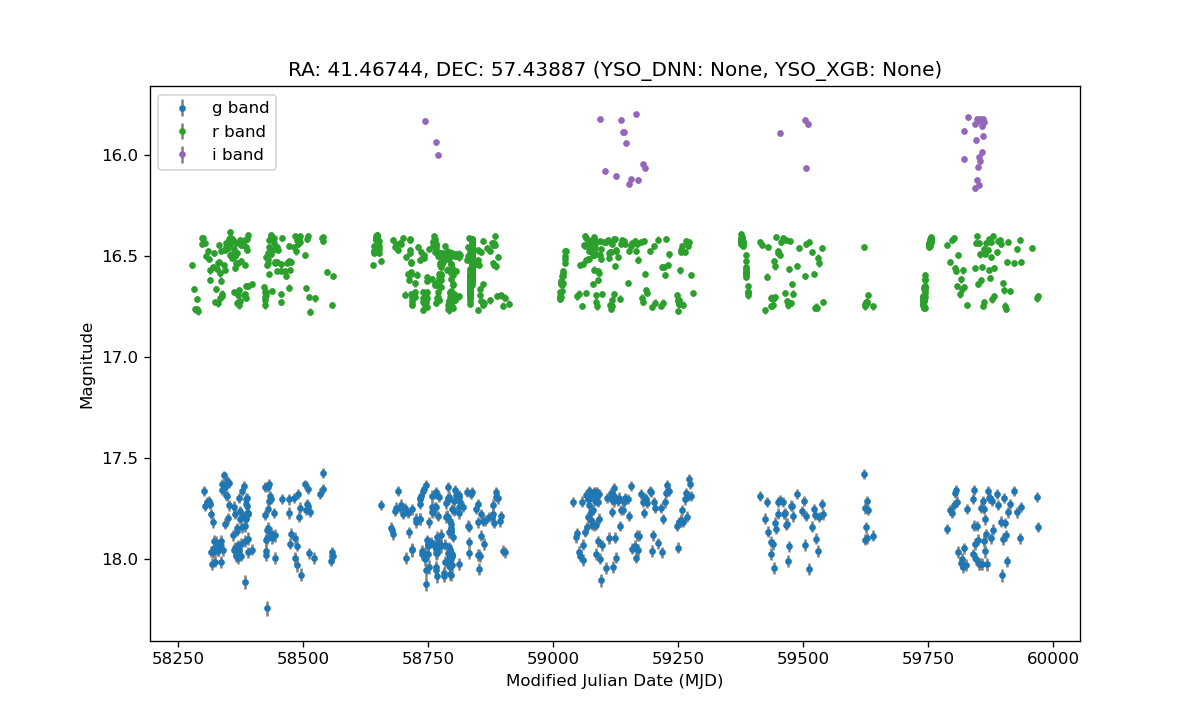 RA: 41.46744, DEC: 57.43887 (YSO_DNN: None, YSO_XGB: None)
g band
r band
i band
16.0
16.5
17.0
17.5
18.0
Magnitude
58250 58500 58750 59000 59250 59500 59750 60000
Modified Julian Date (MJD)